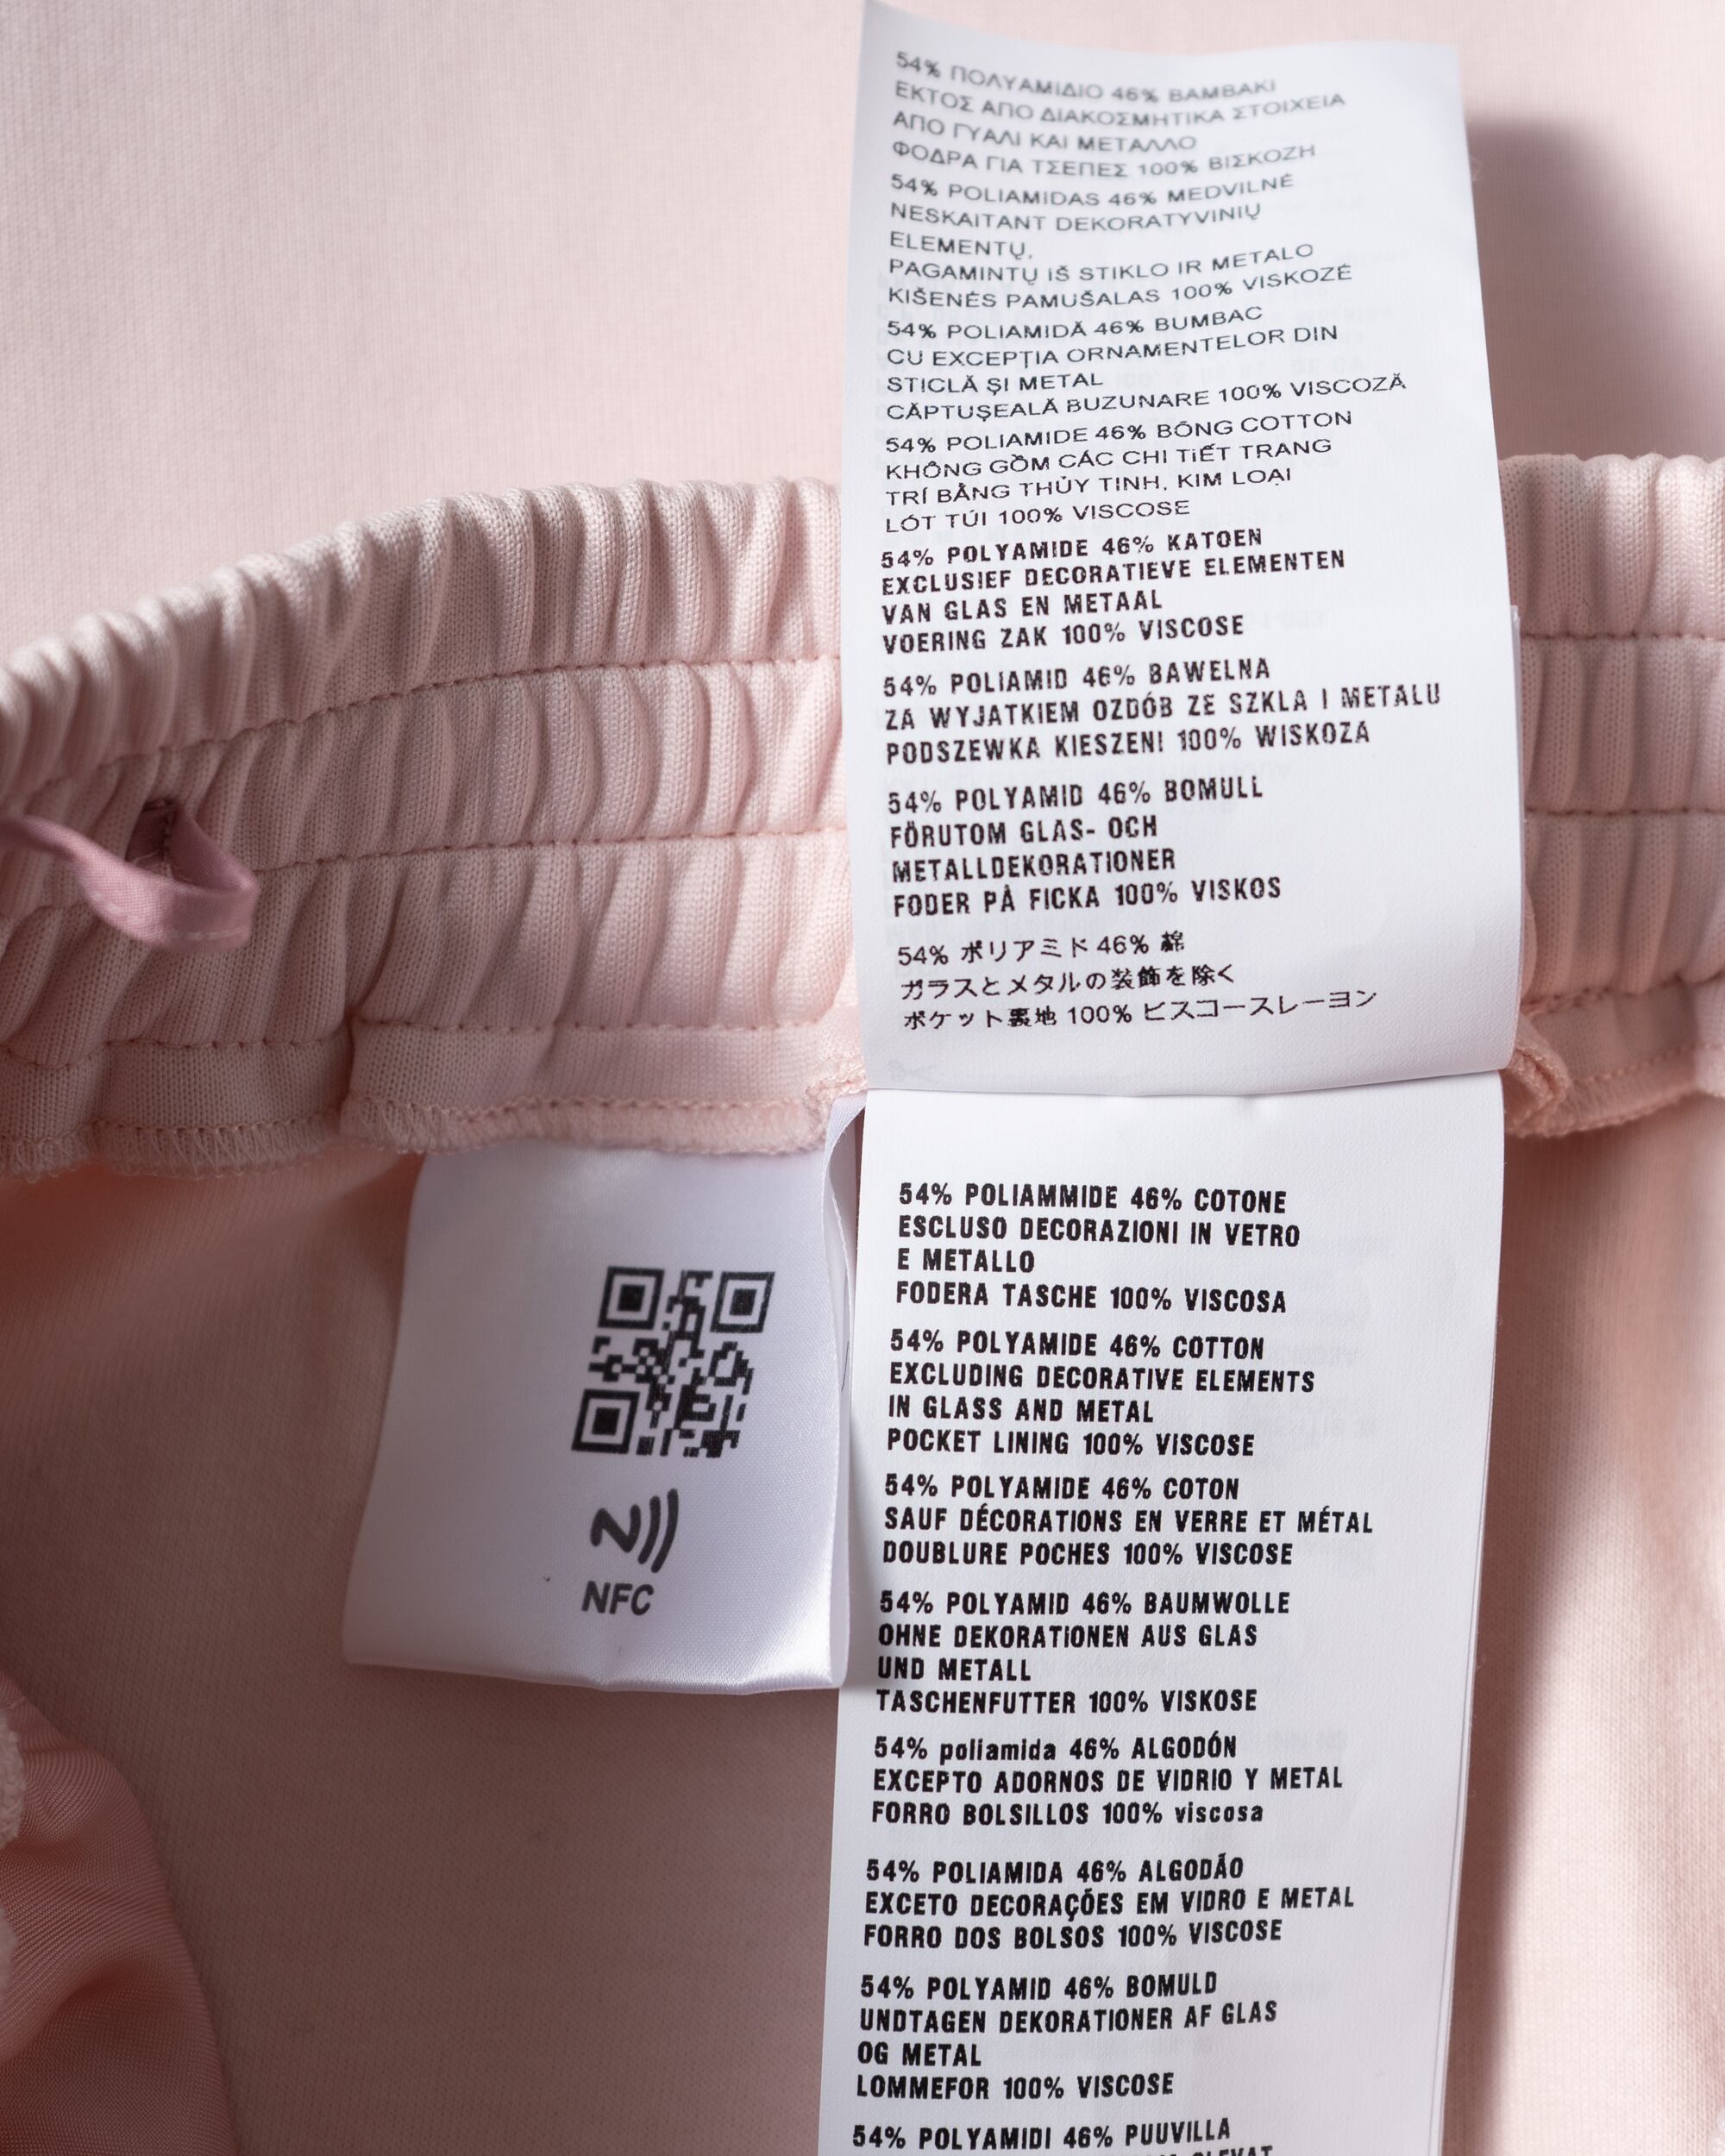 54% ΠΟΛΥΑΜΙΔΙΟ 46% ΒΑΜΒΑΚΙ
ΕΚΤΟΣ ΑΠΟ ΔΙΑΚΟΣΜΗΤΙΚΑ ΣΤΟΙΧΕΙΑ
ΑΠΟ ΓΥΑΛΙ ΚΑΙ ΜΕΤΑΛΛΟ
ΦΟΔΡΑ ΓΙΑ ΤΣΕΠΕΣ 100% ΒΙΣΚΟΖΗ
54% POLIAMIDAS 46% MEDVILNĖ
NESKAITANT DEKORATYVINIŲ
ELEMENTŲ,
PAGAMINTŲ IŠ STIKLO IR METALO
KIŠENĖS PAMUŠALAS 100% VISKOZĖ
54% POLIAMIDĂ 46% BUMBAC
CU EXCEPȚIA ORNAMENTELOR DIN
STICLĂ ȘI METAL
CĂPTUȘEALĂ BUZUNARE 100% VISCOZĂ
54% POLIAMIDE 46% BÔNG COTTON
KHÔNG GỒM CÁC CHI TIẾT TRANG
TRÍ BẰNG THỦY TINH, KIM LOẠI
LÓT TÚI 100% VISCOSE
54% POLYAMIDE 46% KATOEN
EXCLUSIEF DECORATIEVE ELEMENTEN
VAN GLAS EN METAAL
VOERING ZAK 100% VISCOSE
54% POLIAMID 46% BAWELNA
ZA WYJATKIEM OZDÓB ZE SZKLA I METALU
PODSZEWKA KIESZENI 100% WISKOZA
54% POLYAMID 46% BOMULL
FÖRUTOM GLAS- OCH
METALLDEKORATIONER
FODER PÅ FICKA 100% VISKOS
54% ポリアミド 46% 綿
ガラスとメタルの装飾を除く
ポケット裏地 100% ビスコースレーヨン
NFC
54% POLIAMMIDE 46% COTONE
ESCLUSO DECORAZIONI IN VETRO
E METALLO
FODERA TASCHE 100% VISCOSA
54% POLYAMIDE 46% COTTON
EXCLUDING DECORATIVE ELEMENTS
IN GLASS AND METAL
POCKET LINING 100% VISCOSE
54% POLYAMIDE 46% COTON
SAUF DÉCORATIONS EN VERRE ET MÉTAL
DOUBLURE POCHES 100% VISCOSE
54% POLYAMID 46% BAUMWOLLE
OHNE DEKORATIONEN AUS GLAS
UND METALL
TASCHENFUTTER 100% VISKOSE
54% poliamida 46% ALGODÓN
EXCEPTO ADORNOS DE VIDRIO Y METAL
FORRO BOLSILLOS 100% viscosa
54% POLIAMIDA 46% ALGODÃO
EXCETO DECORAÇÕES EM VIDRO E METAL
FORRO DOS BOLSOS 100% VISCOSE
54% POLYAMID 46% BOMULD
UNDTAGEN DEKORATIONER AF GLAS
OG METAL
LOMMEFOR 100% VISCOSE
54% POLYAMIDI 46% PUUVILLA